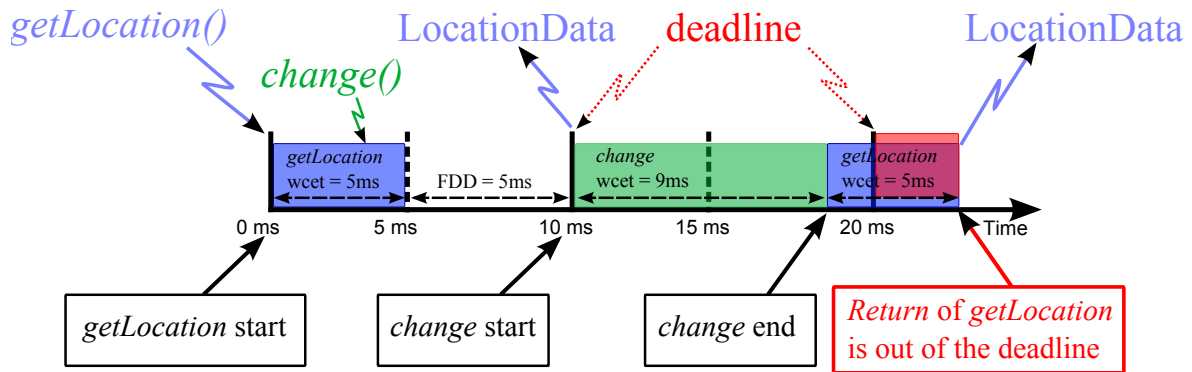 getLocation()
LocationData
deadline
LocationData
change()
getLocation
wcet = 5ms
FDD = 5ms
change
wcet = 9ms
getLocation
wcet = 5ms
0 ms
5 ms
10 ms
15 ms
20 ms
Time
getLocation start
change start
change end
Return of getLocation
is out of the deadline